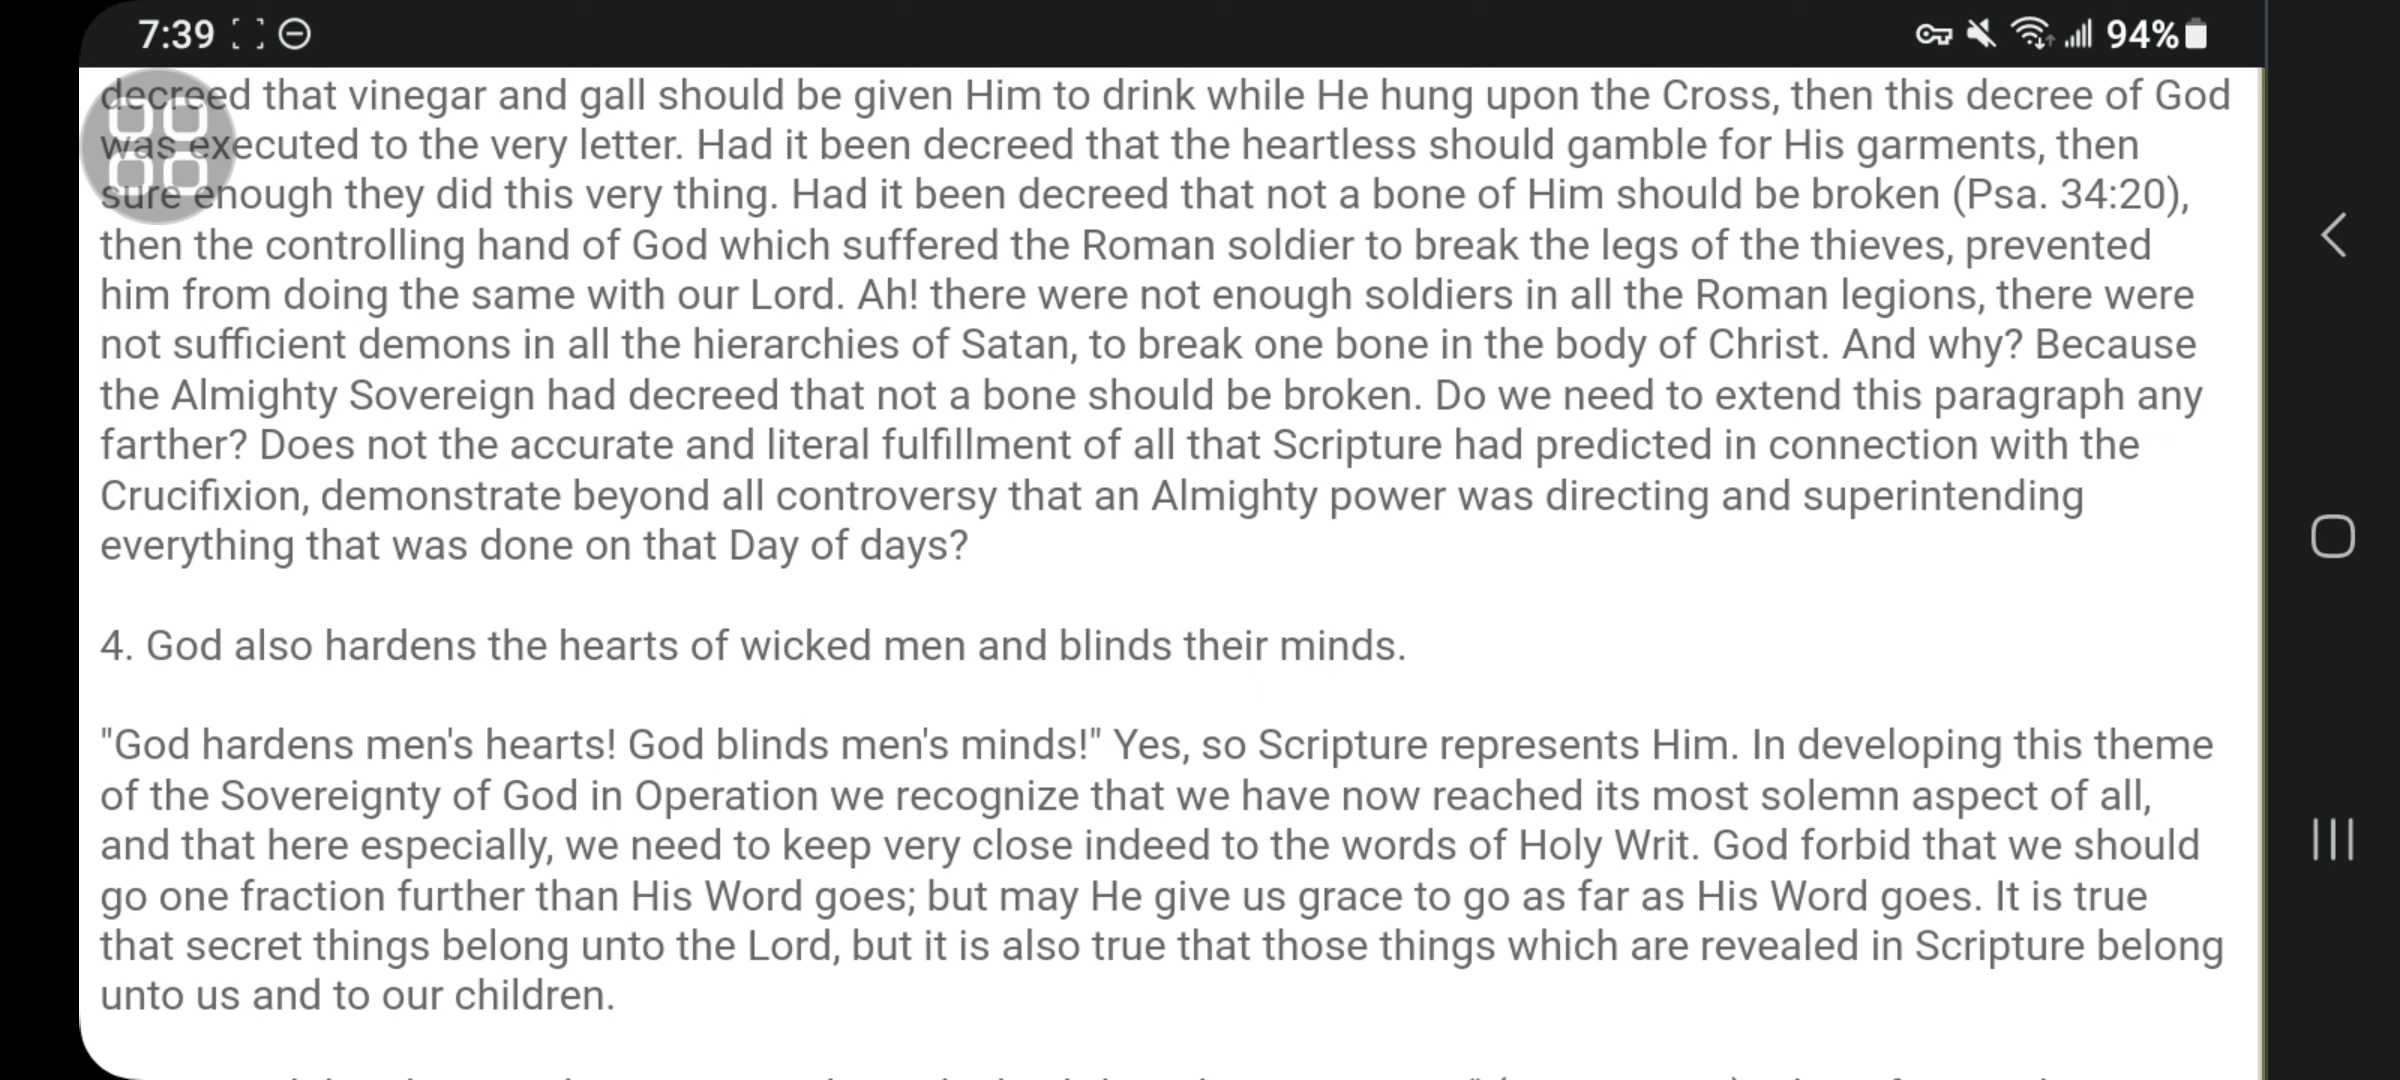 7:39
94%
decreed that vinegar and gall should be given Him to drink while He hung upon the Cross, then this decree of God
was executed to the very letter. Had it been decreed that the heartless should gamble for His garments, then
sure enough they did this very thing. Had it been decreed that not a bone of Him should be broken (Psa. 34:20),
then the controlling hand of God which suffered the Roman soldier to break the legs of the thieves, prevented
him from doing the same with our Lord. Ah! there were not enough soldiers in all the Roman legions, there were
not sufficient demons in all the hierarchies of Satan, to break one bone in the body of Christ. And why? Because
the Almighty Sovereign had decreed that not a bone should be broken. Do we need to extend this paragraph any
farther? Does not the accurate and literal fulfillment of all that Scripture had predicted in connection with the
Crucifixion, demonstrate beyond all controversy that an Almighty power was directing and superintending
everything that was done on that Day of days?
4. God also hardens the hearts of wicked men and blinds their minds.
"God hardens men's hearts! God blinds men's minds!" Yes, so Scripture represents Him. In developing this theme
of the Sovereignty of God in Operation we recognize that we have now reached its most solemn aspect of all,
and that here especially, we need to keep very close indeed to the words of Holy Writ. God forbid that we should
go one fraction further than His Word goes; but may He give us grace to go as far as His Word goes. It is true
that secret things belong unto the Lord, but it is also true that those things which are revealed in Scripture belong
unto us and to our children.